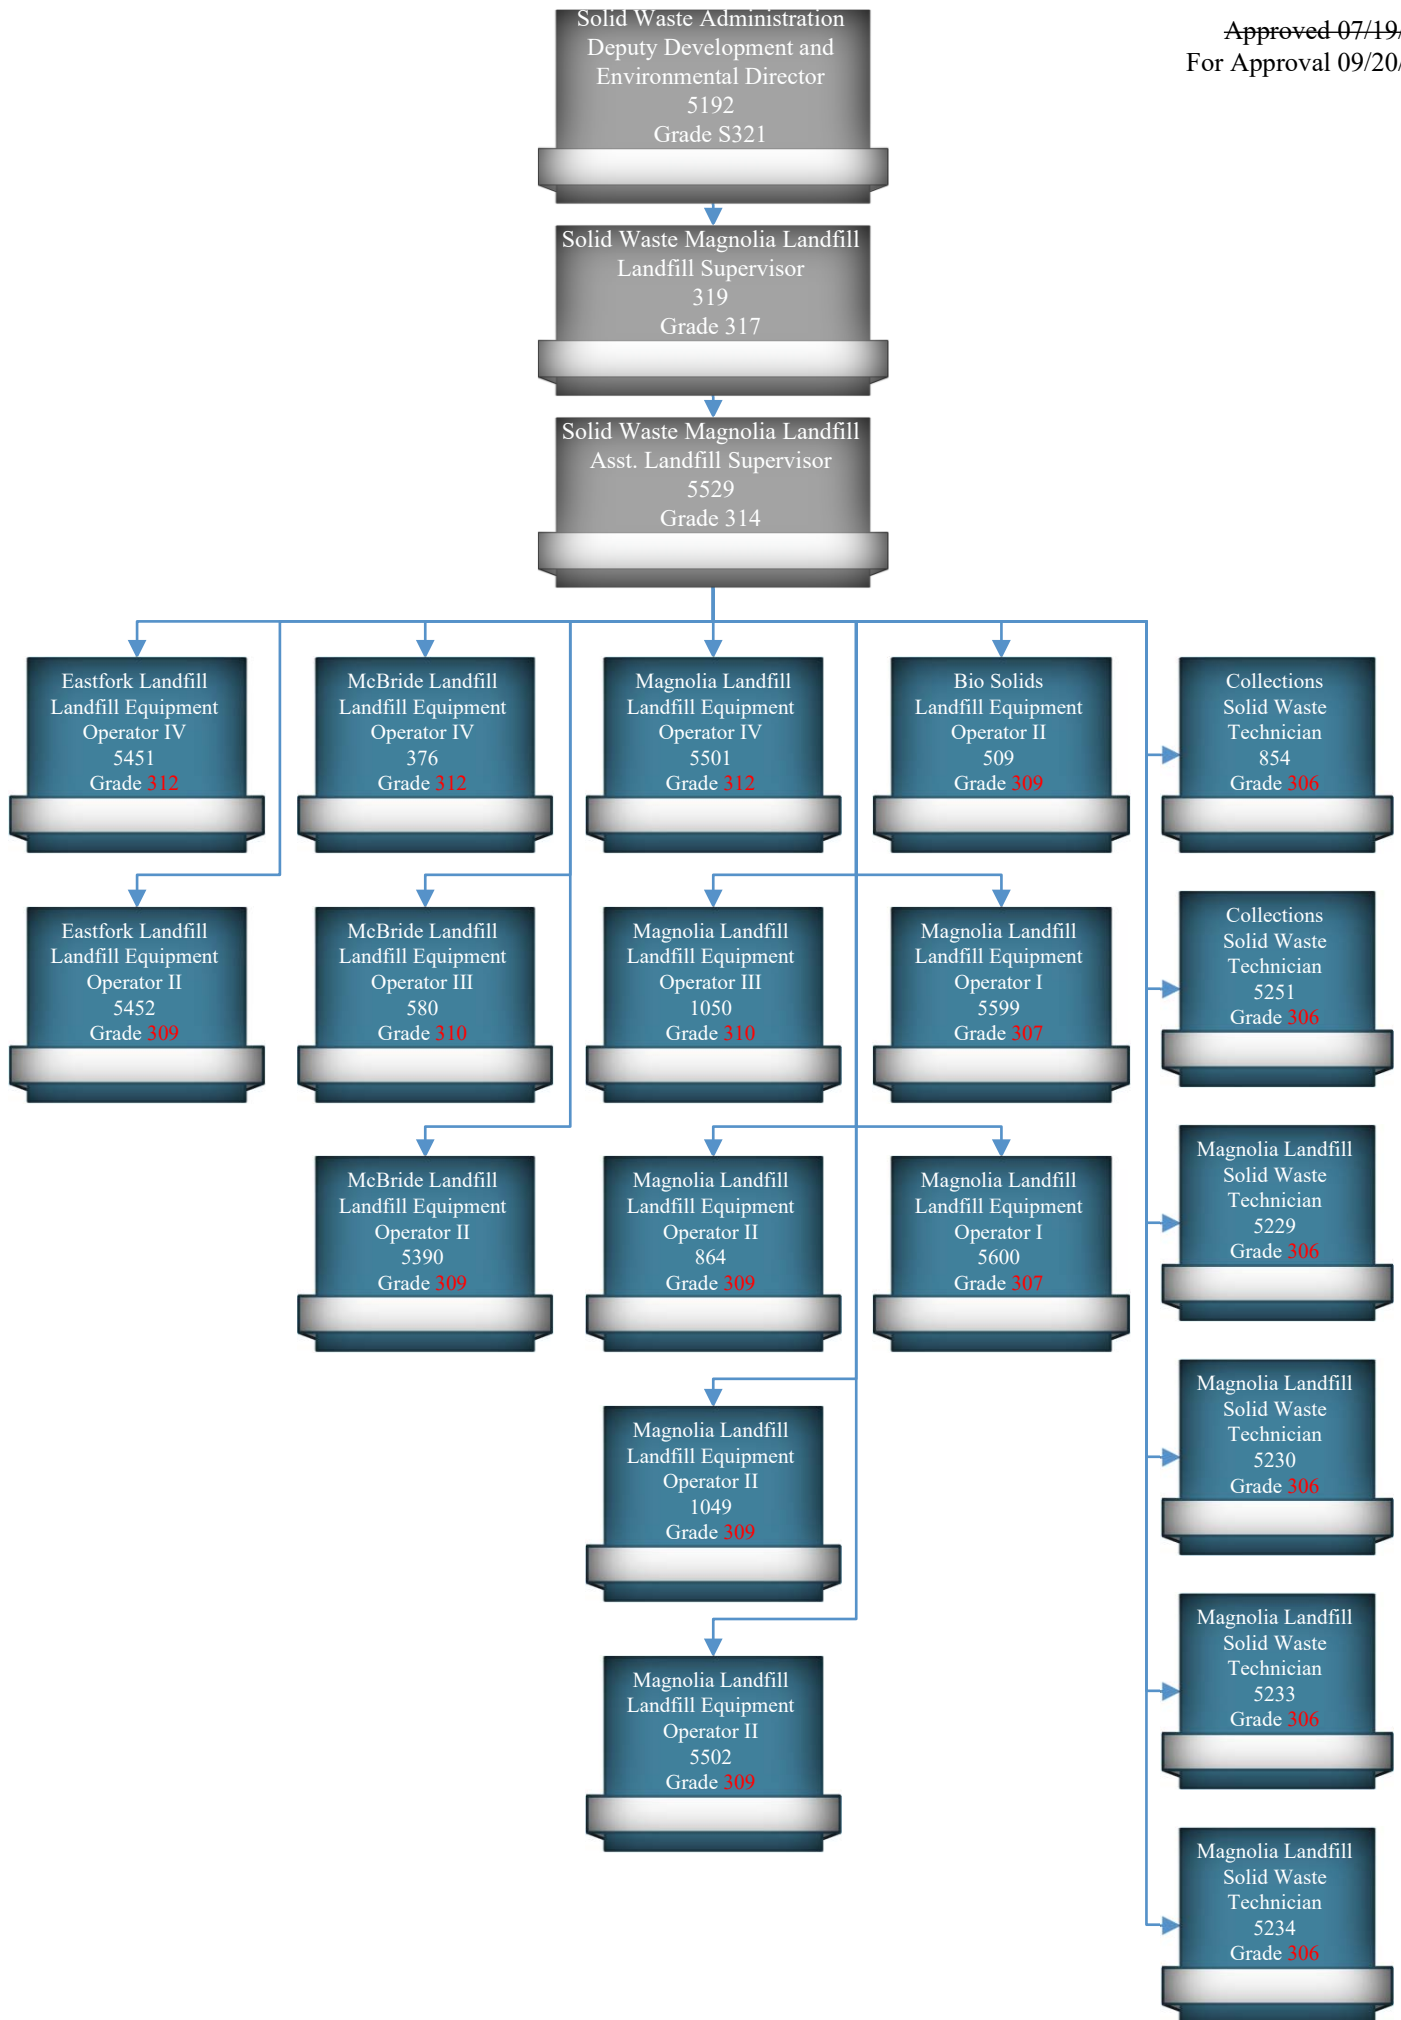 Approved 07/19/
For Approval 09/20/
Solid Waste Administration
Deputy Development and
Environmental Director
5192
Grade S321
Solid Waste Magnolia Landfill
Landfill Supervisor
319
Grade 317
Solid Waste Magnolia Landfill
Asst. Landfill Supervisor
5529
Grade 314
Eastfork Landfill
Landfill Equipment
Operator IV
5451
Grade 312
McBride Landfill
Landfill Equipment
Operator IV
376
Grade 312
Magnolia Landfill
Landfill Equipment
Operator IV
5501
Grade 312
Bio Solids
Landfill Equipment
Operator II
509
Grade 309
Collections
Solid Waste
Technician
854
Grade 306
Eastfork Landfill
Landfill Equipment
Operator II
5452
Grade 309
McBride Landfill
Landfill Equipment
Operator III
580
Grade 310
Magnolia Landfill
Landfill Equipment
Operator III
1050
Grade 310
Magnolia Landfill
Landfill Equipment
Operator I
5599
Grade 307
Collections
Solid Waste
Technician
5251
Grade 306
McBride Landfill
Landfill Equipment
Operator II
5390
Grade 309
Magnolia Landfill
Landfill Equipment
Operator II
864
Grade 309
Magnolia Landfill
Landfill Equipment
Operator I
5600
Grade 307
Magnolia Landfill
Solid Waste
Technician
5229
Grade 306
Magnolia Landfill
Landfill Equipment
Operator II
1049
Grade 309
Magnolia Landfill
Solid Waste
Technician
5230
Grade 306
Magnolia Landfill
Landfill Equipment
Operator II
5502
Grade 309
Magnolia Landfill
Solid Waste
Technician
5233
Grade 306
Magnolia Landfill
Solid Waste
Technician
5234
Grade 306